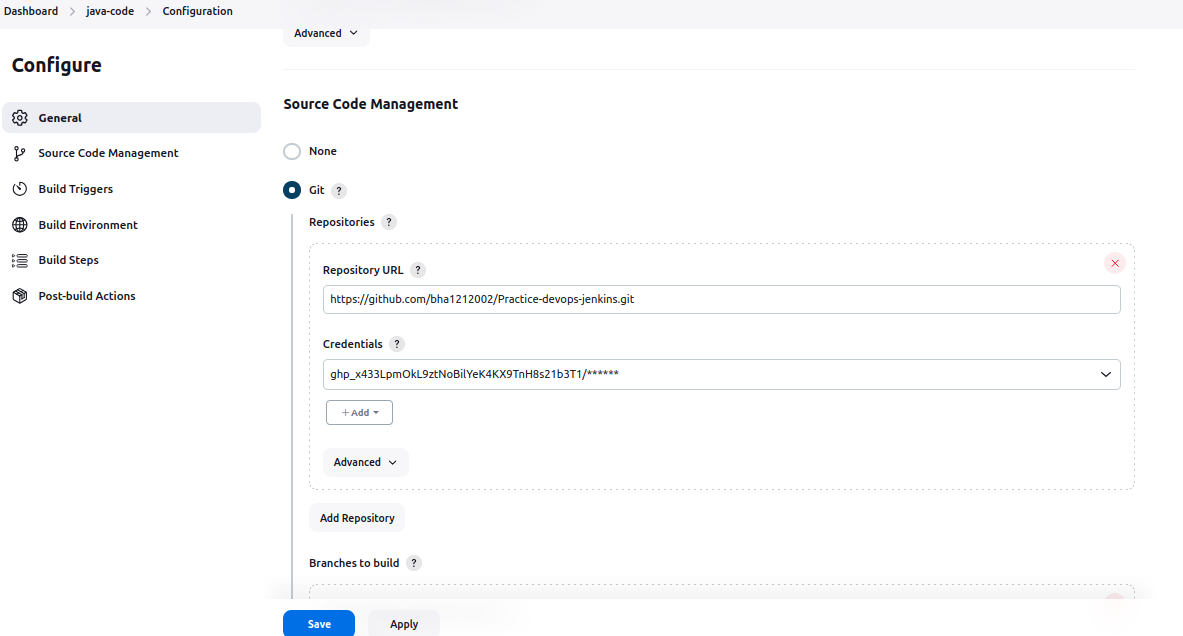 Dashboard > java-code > Configuration
Advanced
Configure
General
Source Code Management
Build Triggers
Build Environment
Build Steps
Post-build Actions
Source Code Management
None
Git ?
Repositories ?
Repository URL ?
https://github.com/bha1212002/Practice-devops-jenkins.git
Credentials ?
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/******
+ Add
Advanced
Add Repository
Branches to build ?
Save
Apply